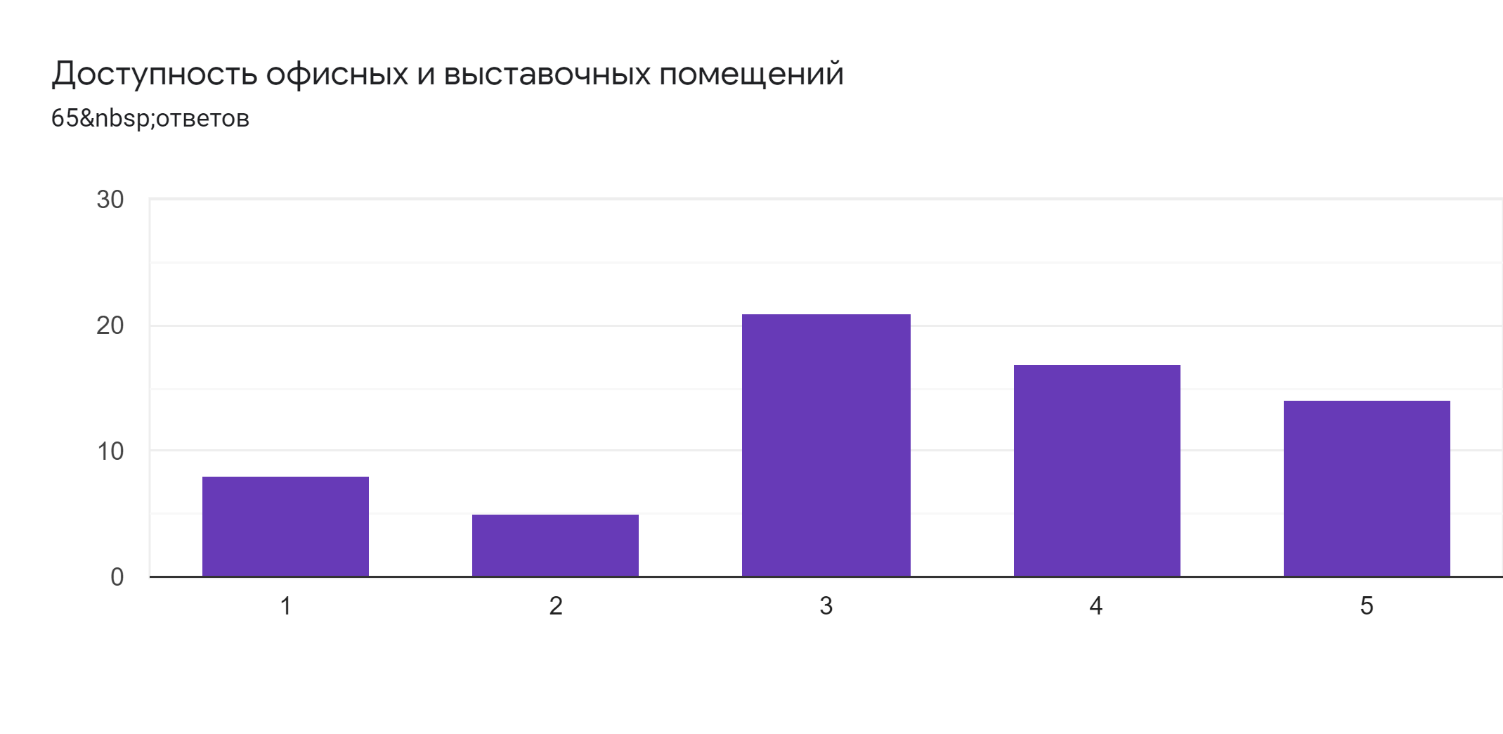 Доступность офисных и выставочных помещений
65&nbsp;ответов
30
20
10
0
1 2 3 4 5